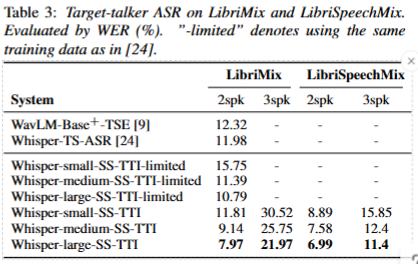 Table 3: Target-talker ASR on LibriMix and LibriSpeechMix.
Evaluated by WER (%). "-limited" denotes using the same
training data as in [24].
LibriMix LibriSpeechMix
System 2spk 3spk 2spk 3spk
WavLM-Base+-TSE [9] 12.32 - - -
Whisper-TS-ASR [24] 11.98 - - -
Whisper-small-SS-TTI-limited 15.75 - - -
Whisper-medium-SS-TTI-limited 11.39 - - -
Whisper-large-SS-TTI-limited 10.79 - - -
Whisper-small-SS-TTI 11.81 30.52 8.89 15.85
Whisper-medium-SS-TTI 9.14 25.75 7.58 12.4
Whisper-large-SS-TTI 7.97 21.97 6.99 11.4